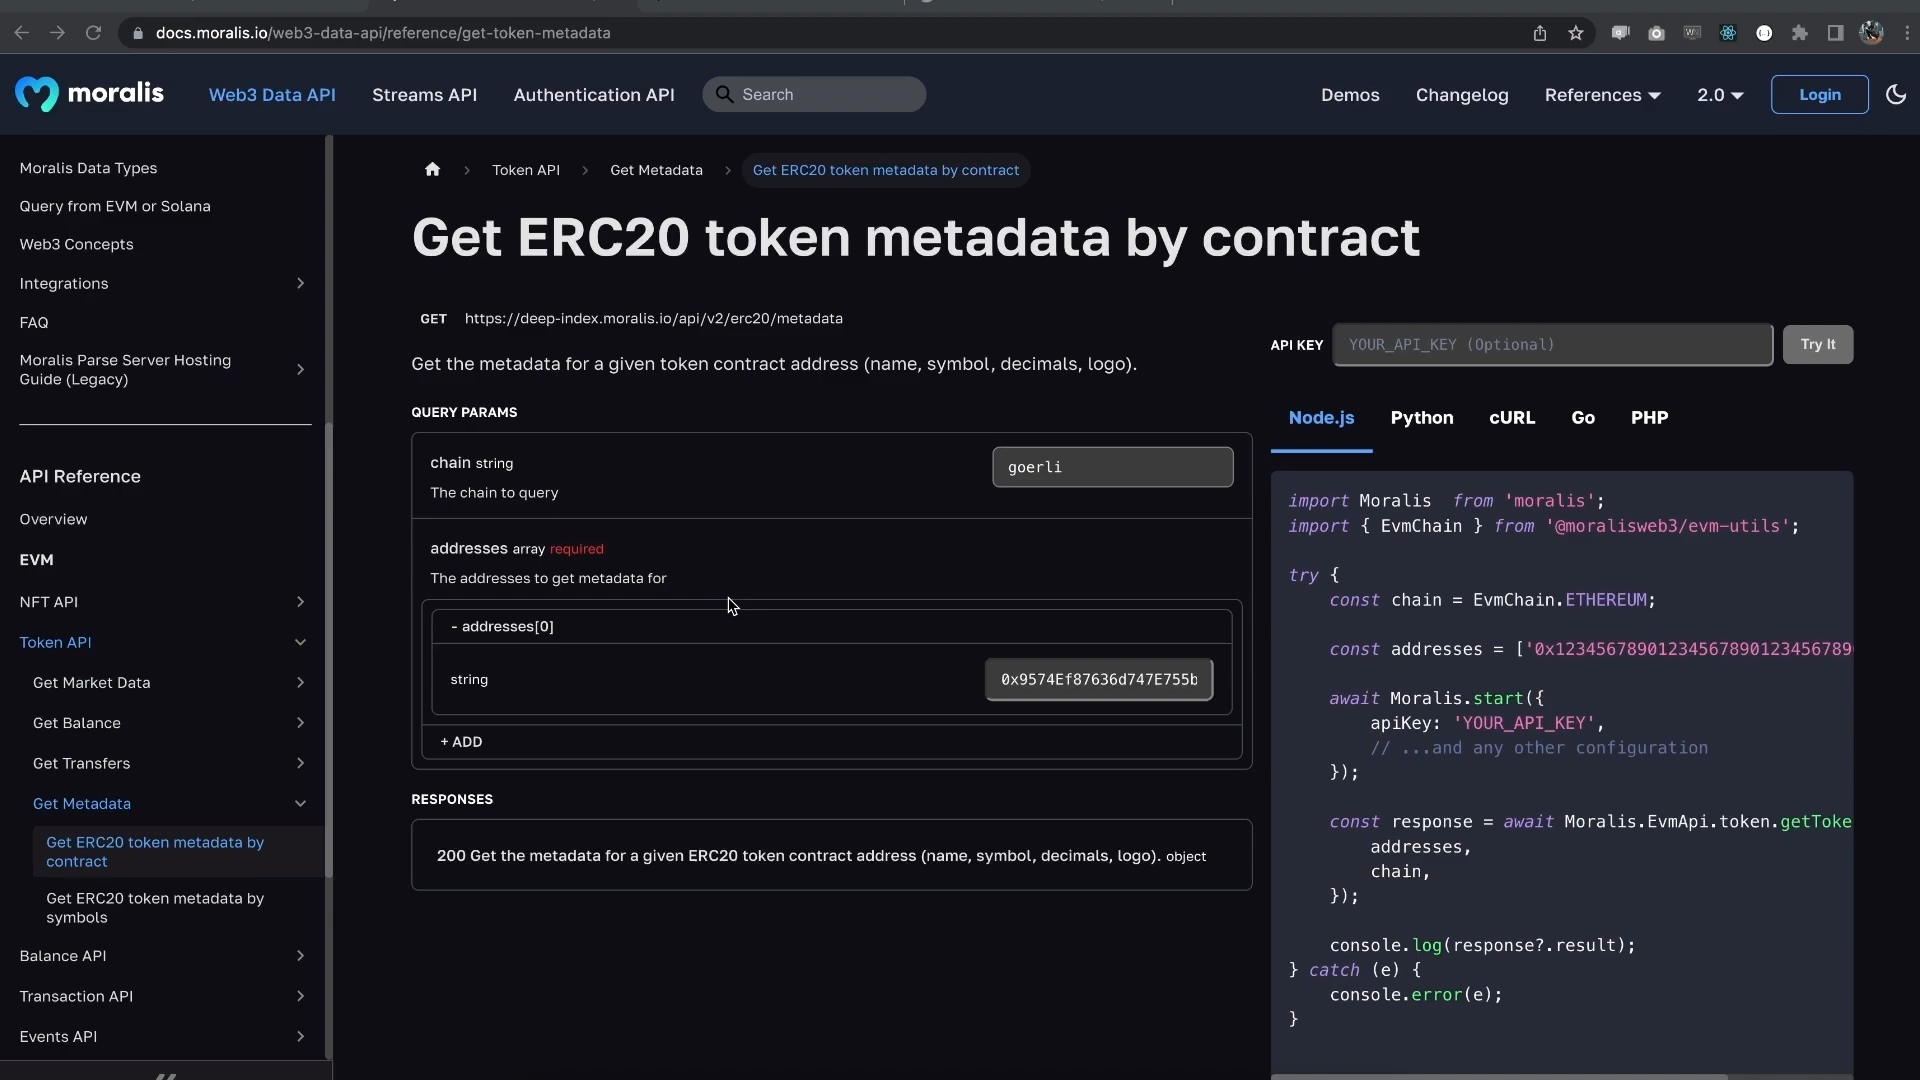 docs.moralis.io/web3-data-api/reference/get-token-metadata
moralis
Web3 Data API
Streams API
Authentication API
Search
Demos
Changelog
References
2.0
Login
Moralis Data Types
Query from EVM or Solana
Web3 Concepts
Integrations
FAQ
Moralis Parse Server Hosting
Guide (Legacy)
API Reference
Overview
EVM
NFT API
Token API
Get Market Data
Get Balance
Get Transfers
Get Metadata
Get ERC20 token metadata by
contract
Get ERC20 token metadata by
symbols
Balance API
Transaction API
Events API
Token API
Get Metadata
Get ERC20 token metadata by contract
Get ERC20 token metadata by contract
GET https://deep-index.moralis.io/api/v2/erc20/metadata
Get the metadata for a given token contract address (name, symbol, decimals, logo).
QUERY PARAMS
chain string
The chain to query
goerli
addresses array required
The addresses to get metadata for
- addresses[0]
string
0x9574Ef87636d747E755b
+ ADD
RESPONSES
200 Get the metadata for a given ERC20 token contract address (name, symbol, decimals, logo). object
API KEY
YOUR_API_KEY (Optional)
Try It
Node.js
Python
cURL
Go
PHP
import Moralis from 'moralis';
import { EvmChain } from '@moralisweb3/evm-utils';
try {
const chain = EvmChain.ETHEREUM;
const addresses = ['0x123456789012345678901234567890
await Moralis.start({
apiKey: 'YOUR_API_KEY',
// ...and any other configuration
});
const response = await Moralis.EvmApi.token.getToke
addresses,
chain,
});
console.log(response?.result);
} catch (e) {
console.error(e);
}